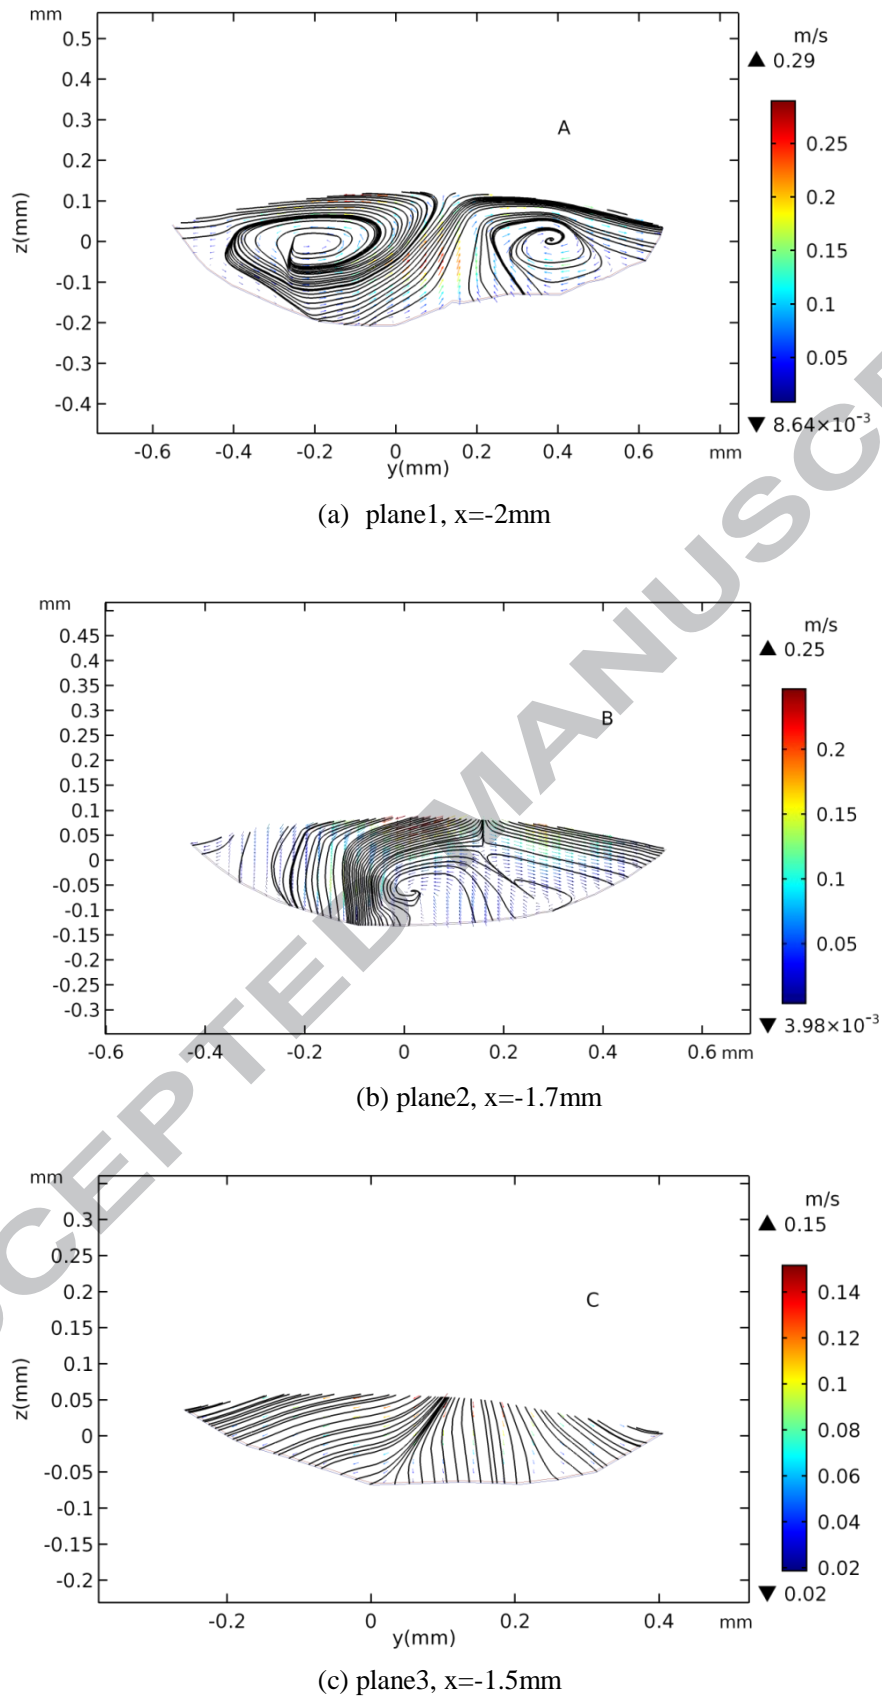 mm
m/s
0.5
▲ 0.29
0.4
0.3
A
0.25
0.2
0.2
0.1
z(mm)
0
0.15
-0.1
0.1
-0.2
-0.3
0.05
-0.4
▼ 8.64×10⁻³
-0.6 -0.4 -0.2 0 0.2 0.4 0.6 mm
y(mm)
(a) plane1, x=-2mm
mm
m/s
0.45
▲ 0.25
0.4
0.35
0.3
B
0.25
0.2
0.2
0.15
0.15
0.1
0.05
0
0.1
-0.05
-0.1
0.05
-0.15
-0.2
-0.25
-0.3
▼ 3.98×10⁻³
-0.6 -0.4 -0.2 0 0.2 0.4 0.6 mm
(b) plane2, x=-1.7mm
mm
m/s
0.3
▲ 0.15
0.25
0.2
C
0.14
0.15
0.12
0.1
z(mm)
0.05
0.1
0
0.08
-0.05
0.06
-0.1
0.04
-0.15
0.02
-0.2
▼ 0.02
-0.2 0 0.2 0.4 mm
y(mm)
(c) plane3, x=-1.5mm
CEPTED MANUSC